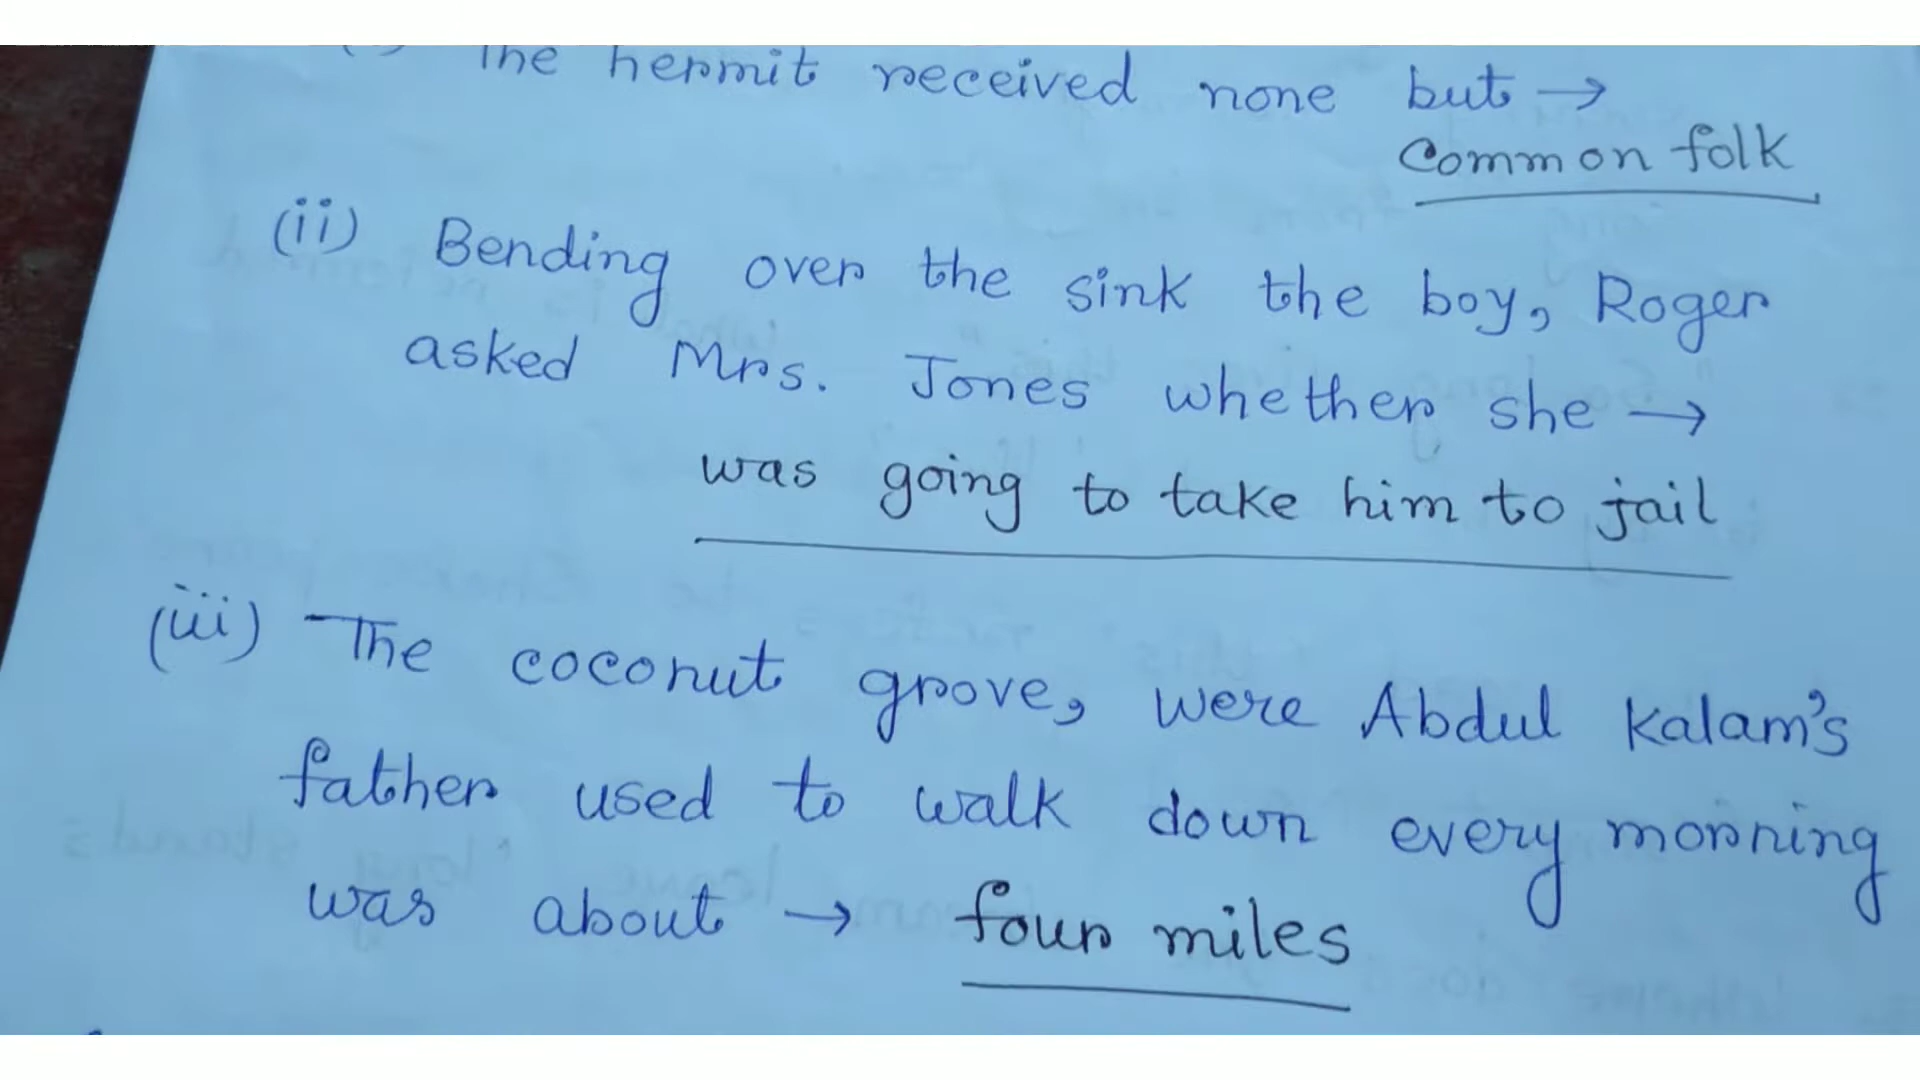 The hermit received none but →
Common folk
(ii) Bending over the sink the boy, Roger
asked Mrs. Jones whether she →
was going to take him to jail
(iii) The coconut grove, were Abdul Kalam's
father used to walk down every morning
was about → four miles